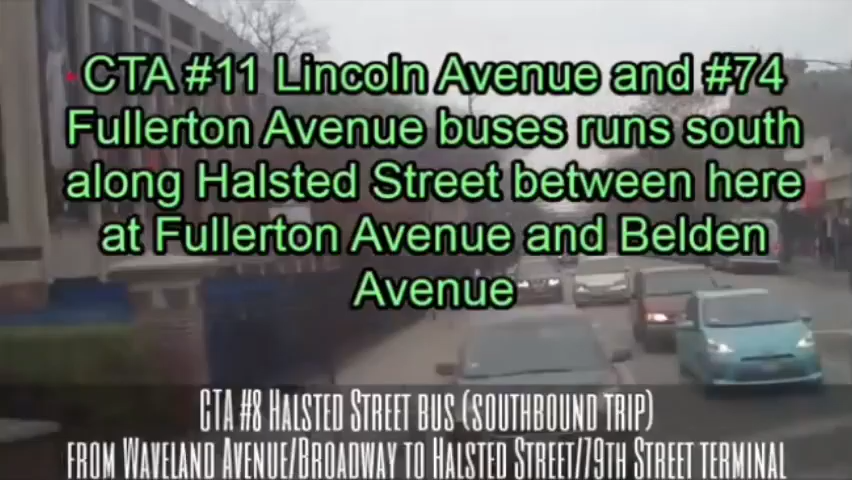 CTA #11 Lincoln Avenue and #74
Fullerton Avenue buses runs south
along Halsted Street between here
at Fullerton Avenue and Belden
Avenue
CTA #8 Halsted Street bus (southbound trip)
from Waveland Avenue/Broadway to Halsted Street/79th Street terminal